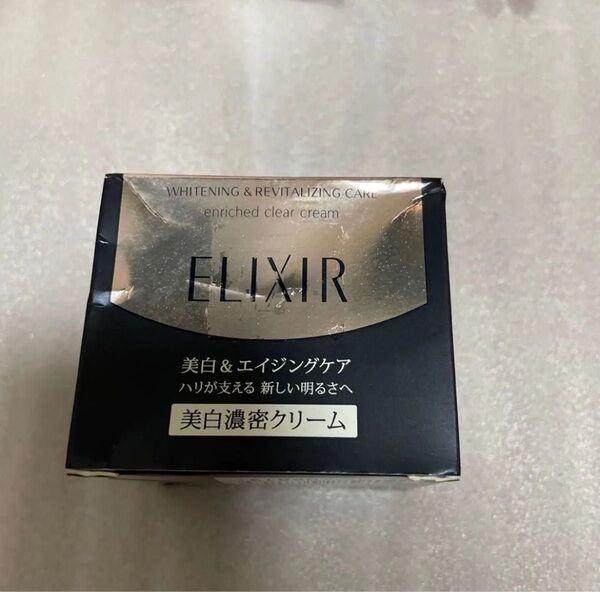 WHITENING & REVITALIZING CARE
enriched clear cream
ELIXIR
美白&エイジングケア
ハリが支える 新しい明るさへ
美白濃密クリーム